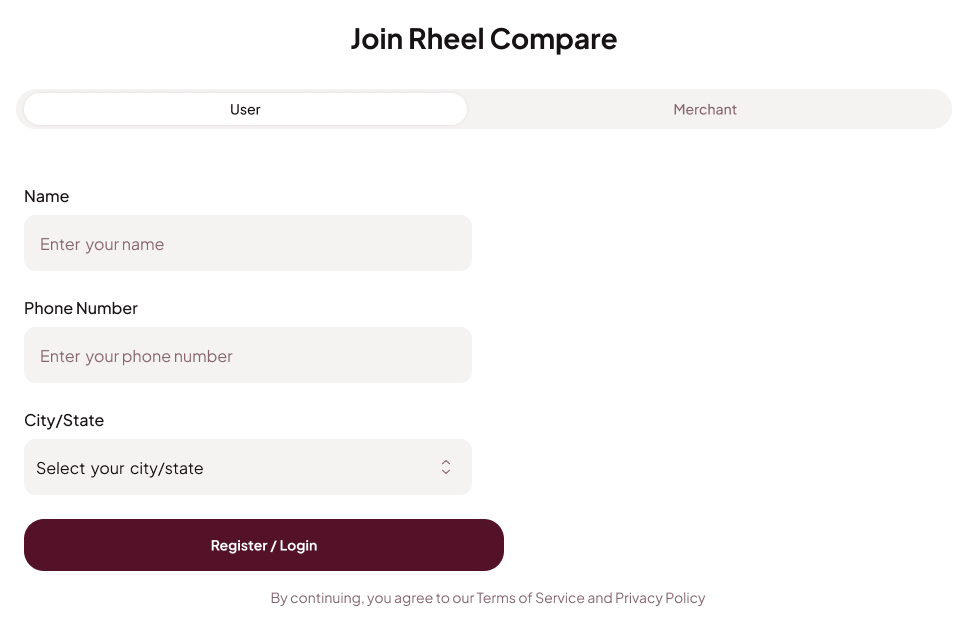 Join Rheel Compare
User
Merchant
Name
Enter your name
Phone Number
Enter your phone number
City/State
Select your city/state
Register / Login
By continuing, you agree to our Terms of Service and Privacy Policy